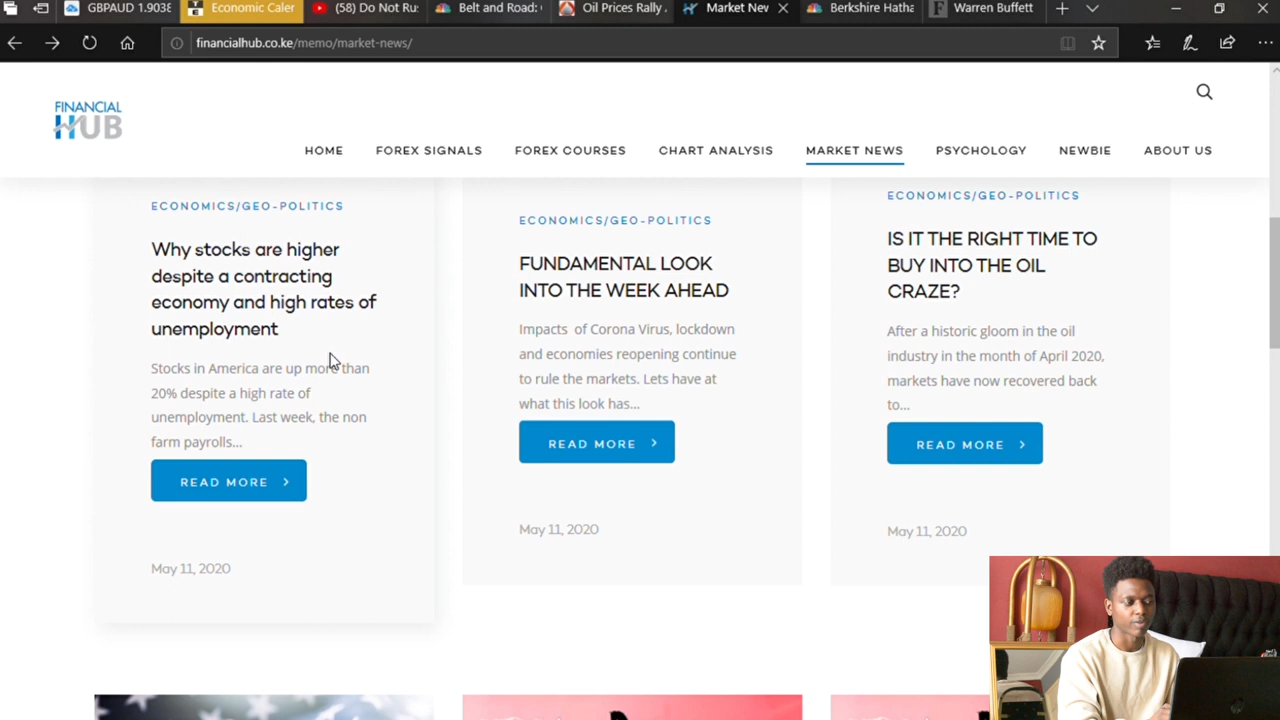 GBPAUD 1.9038
Economic Caler
(58) Do Not Ru
Belt and Road:
Oil Prices Rally
Market Nev
Berkshire Hatha
Warren Buffett
financialhub.co.ke/memo/market-news/
FINANCIAL
HUB
HOME
FOREX SIGNALS
FOREX COURSES
CHART ANALYSIS
MARKET NEWS
PSYCHOLOGY
NEWBIE
ABOUT US
ECONOMICS/GEO-POLITICS
Why stocks are higher
despite a contracting
economy and high rates of
unemployment
Stocks in America are up more than
20% despite a high rate of
unemployment. Last week, the non
farm payrolls...
READ MORE
May 11, 2020
ECONOMICS/GEO-POLITICS
FUNDAMENTAL LOOK
INTO THE WEEK AHEAD
Impacts of Corona Virus, lockdown
and economies reopening continue
to rule the markets. Lets have at
what this look has...
READ MORE
May 11, 2020
ECONOMICS/GEO-POLITICS
IS IT THE RIGHT TIME TO
BUY INTO THE OIL
CRAZE?
After a historic gloom in the oil
industry in the month of April 2020,
markets have now recovered back
to...
READ MORE
May 11, 2020